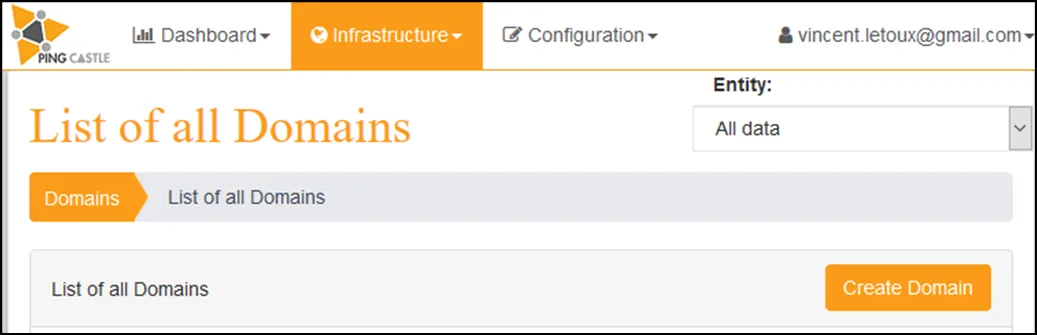 PING CASTLE
Dashboard
Infrastructure
Configuration
vincent.letoux@gmail.com
Entity:
List of all Domains
All data
Domains
List of all Domains
List of all Domains
Create Domain